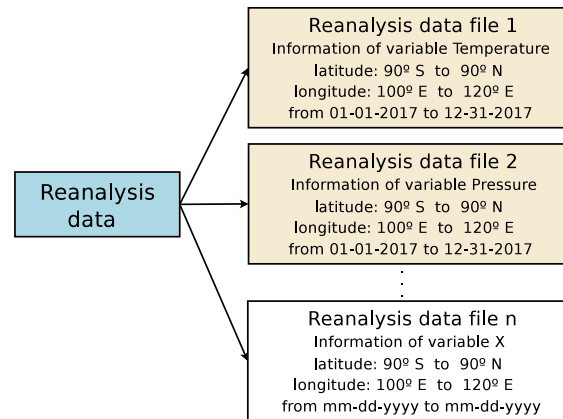 Reanalysis data file 1
Information of variable Temperature
latitude: 90º S to 90º N
longitude: 100º E to 120º E
from 01-01-2017 to 12-31-2017
Reanalysis
data
Reanalysis data file 2
Information of variable Pressure
latitude: 90º S to 90º N
longitude: 100º E to 120º E
from 01-01-2017 to 12-31-2017
Reanalysis data file n
Information of variable X
latitude: 90º S to 90º N
longitude: 100º E to 120º E
from mm-dd-yyyy to mm-dd-yyyy